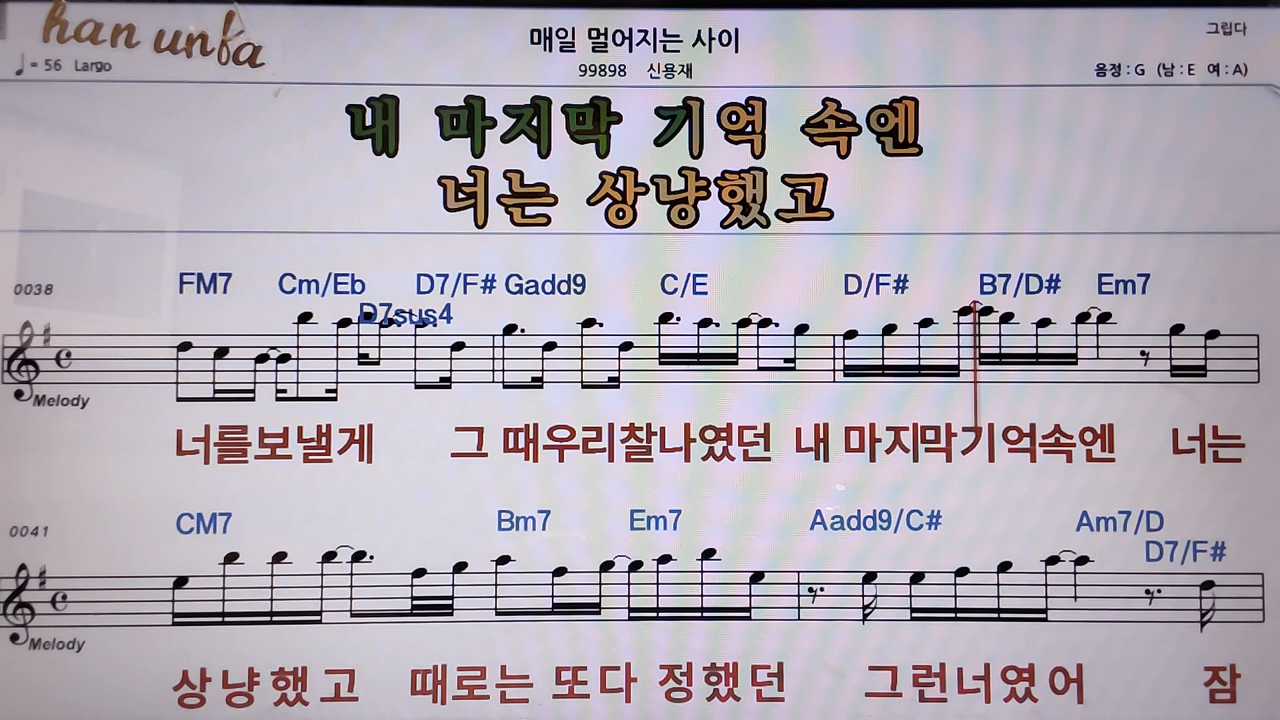 han unfa
매일 멀어지는 사이
그립다
♩= 56 Largo
99898 신용재
음정 : G (남 : E 여 : A)
내 마지막 기억 속엔
너는 상냥했고
0038 FM7 Cm/Eb D7sus4 D7/F# Gadd9 C/E D/F# B7/D# Em7
Melody
너를보낼게 그 때우리찰나였던 내 마지막기억속엔 너는
0041 CM7 Bm7 Em7 Aadd9/C# Am7/D D7/F#
Melody
상냥했고 때로는 또다 정했던 그런너였어 잠